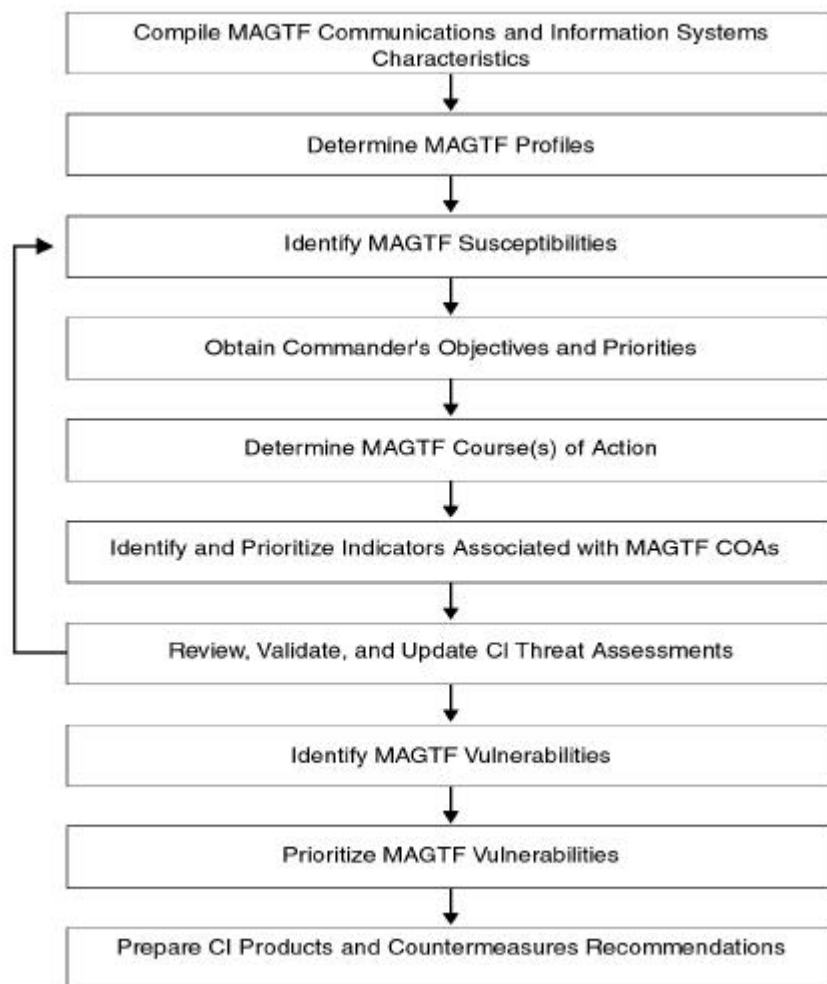 Compile MAGTF Communications and Information Systems
Characteristics
Determine MAGTF Profiles
Identify MAGTF Susceptibilities
Obtain Commander's Objectives and Priorities
Determine MAGTF Course(s) of Action
Identify and Prioritize Indicators Associated with MAGTF COAs
Review, Validate, and Update CI Threat Assessments
Identify MAGTF Vulnerabilities
Prioritize MAGTF Vulnerabilities
Prepare CI Products and Countermeasures Recommendations